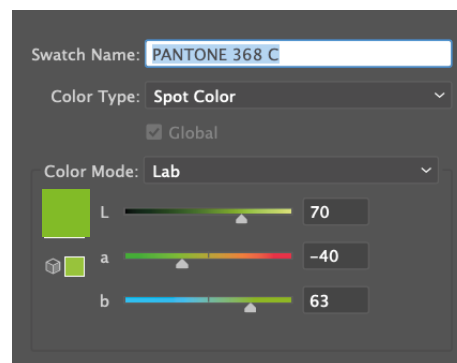 Swatch Name: PANTONE 368 C
Color Type: Spot Color
Global
Color Mode: Lab
L 70
a −40
b 63